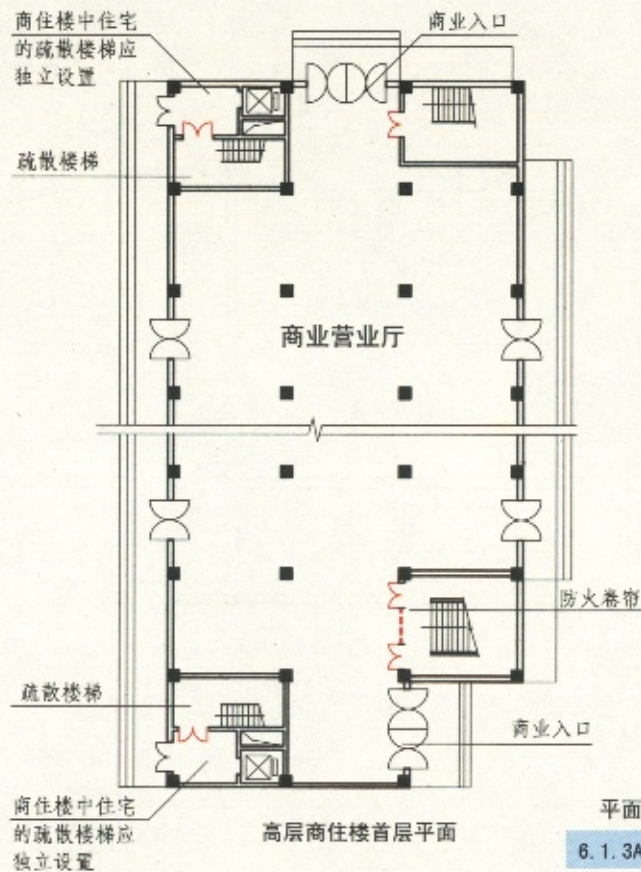 商住楼中住宅
的疏散楼梯应
独立设置
商业入口
疏散楼梯
商业营业厅
防火卷帘
疏散楼梯
商业入口
商住楼中住宅
的疏散楼梯应
独立设置
高层商住楼首层平面
平面
6.1.3A